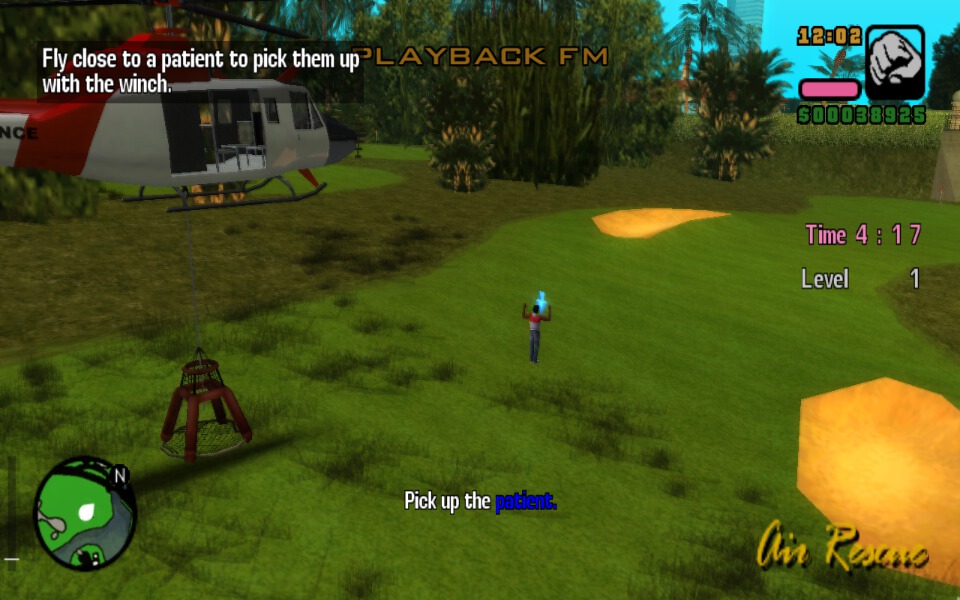 Fly close to a patient to pick them up
with the winch.
PLAYBACK FM
12:02
$00038925
NCE
Time 4:17
Level 1
N
Pick up the patient.
Air Rescue